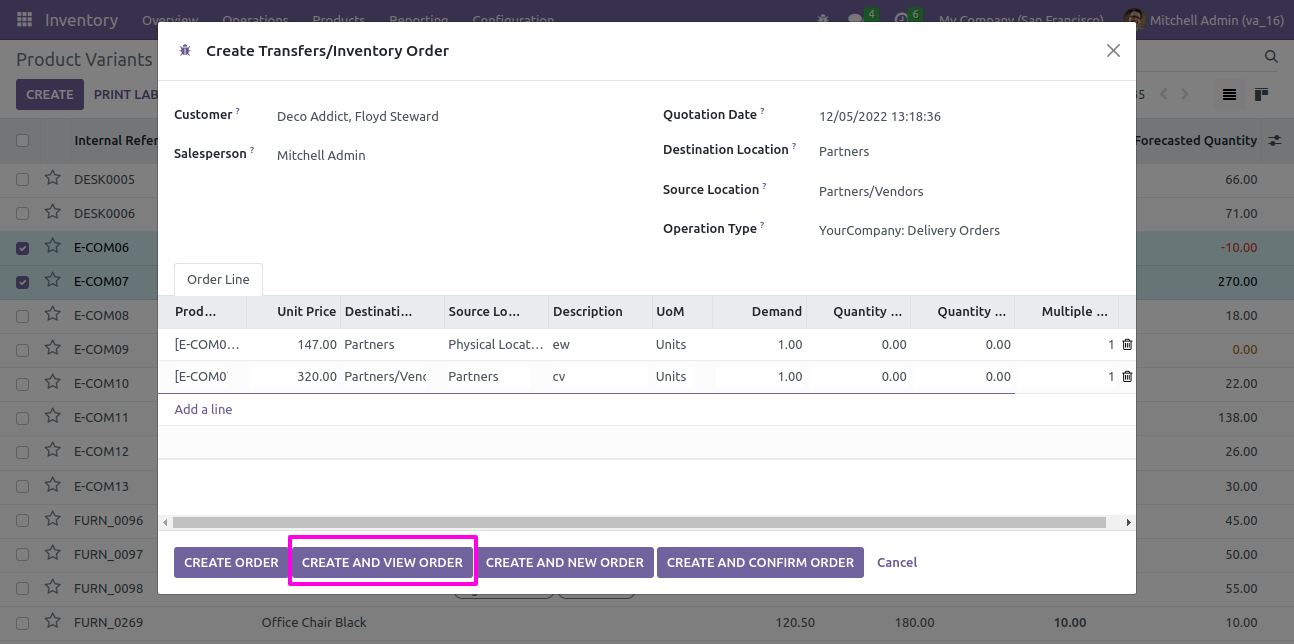 Inventory Overview Operations Products Reporting Configuration 4 6 My Company (San Francisco) Mitchell Admin (va_16)
Product Variants
CREATE PRINT LAB
Internal Refer Forecasted Quantity
Create Transfers/Inventory Order
Customer ? Deco Addict, Floyd Steward
Salesperson ? Mitchell Admin
Quotation Date ? 12/05/2022 13:18:36
Destination Location ? Partners
Source Location ? Partners/Vendors
Operation Type ? YourCompany: Delivery Orders
Order Line
Prod... Unit Price Destinati... Source Lo... Description UoM Demand Quantity ... Quantity ... Multiple ...
[E-COM0... 147.00 Partners Physical Locat... ew Units 1.00 0.00 0.00 1
[E-COM0 320.00 Partners/Vend cv Units 1.00 0.00 0.00 1
Add a line
CREATE ORDER CREATE AND VIEW ORDER CREATE AND NEW ORDER CREATE AND CONFIRM ORDER Cancel
DESK0005 66.00
DESK0006 71.00
E-COM06 -10.00
E-COM07 270.00
E-COM08 18.00
E-COM09 0.00
E-COM10 22.00
E-COM11 138.00
E-COM12 26.00
E-COM13 30.00
FURN_0096 45.00
FURN_0097 50.00
FURN_0098 55.00
FURN_0269 Office Chair Black 120.50 180.00 10.00 10.00